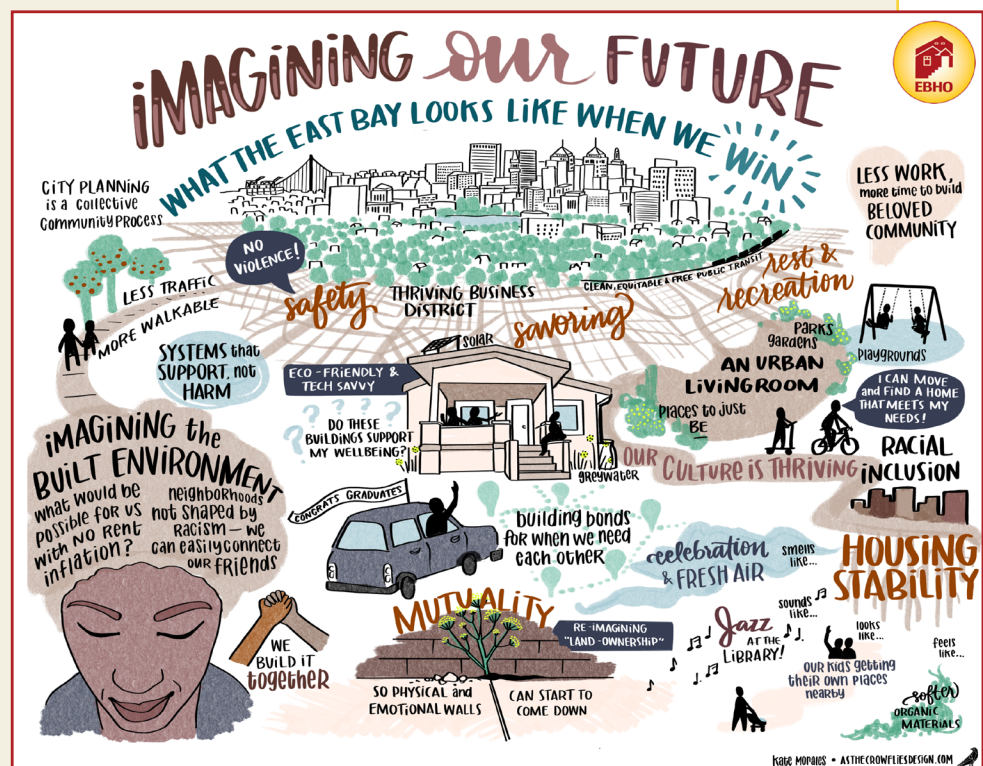 iMAGiNiNG our FUTURE
WHAT THE EAST BAY LOOKS LiKE WHEN WE WiN
EBHO
CiTY PLANNiNG
is a collective
Community PROCESS
LESS WORK,
more time to build
BELOVED
COMMUNITY
NO
ViOLENCE!
LESS TRAFFIC
MORE WALKABLE
safety
THRiViNG BUSiNESS
DiSTRiCT
CLEAN, EQUiTABLE & FREE PUBLiC TRANSiT
rest &
recreation
savoring
SYSTEMS that
SUPPORT, not
HARM
SOLAR
ECO-FRiENDLY &
TECH SAVVY
PARKS
gardens
playgrounds
AN URBAN
LiViNGROOM
Places to just
BE
I CAN MOVE
and FiND A HOME
THAT MEETS MY
NEEDS!
? ? ? ?
? ?
DO THESE
BUiLDiNGS SUPPORT
MY WELLBEiNG?
greywater
OUR CULTURE iS THRiViNG
RACiAL
iNCLUSiON
iMAGiNiNG the
BUiLT ENViRONMENT
what would be
possible for us
with NO RENT
inflation?
neighborhoods
not shaped by
RACiSM – we
can easily connect
OUR fRiENDS
CONGRATS GRADUATES
building bonds
for when we need
each other
celebration
& FRESH AiR
smells
like...
HOUSiNG
STABiLiTY
MUTUALiTY
RE-iMAGiNiNG
"LAND-OWNERSHiP"
WE
BUiLD iT
together
SO PHYSiCAL and
EMOTiONAL WALLS
CAN START TO
COME DOWN
sounds
like...
Jazz
AT THE
LiBRARY!
looks
like...
OUR KiDS GETTiNG
thEiR OWN PlACES
NEARBY
feels
like...
softer
ORGANiC
MATERiALS
Kate MoRales • ASTHECROWFLiESDESiGN.COM